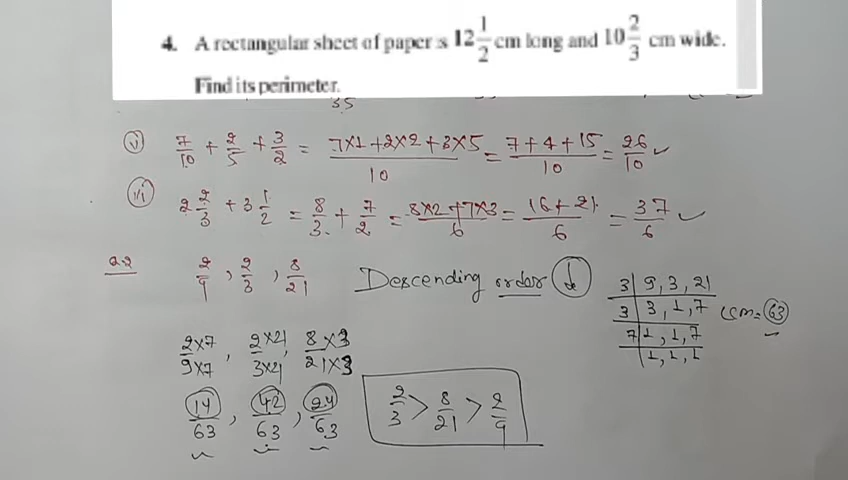 4. A rectangular sheet of paper s 12 1/2 cm long and 10 2/3 cm wide.
Find its perimeter.
35
(v) 7/10 + 2/5 + 3/2 = (7×1+2×2+3×5)/10 = (7+4+15)/10 = 26/10 ✓
(vi) 2 2/3 + 3 1/2 = 8/3 + 7/2 = (8×2+7×3)/6 = (16+21)/6 = 37/6 ✓
2/9, 2/3, 8/21 Descending order
3| 9, 3, 21
3| 3, 1, 7 LCM = 63
7| 1, 1, 7
1, 1, 1
(2×7)/(9×7), (2×21)/(3×21), (8×3)/(21×3)
14/63, 42/63, 24/63
2/3 > 8/21 > 2/9